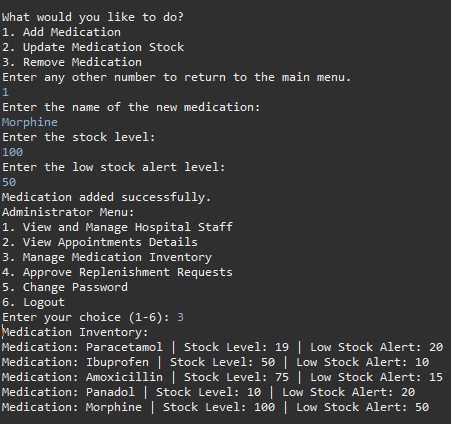 What would you like to do?
1. Add Medication
2. Update Medication Stock
3. Remove Medication
Enter any other number to return to the main menu.
1
Enter the name of the new medication:
Morphine
Enter the stock level:
100
Enter the low stock alert level:
50
Medication added successfully.
Administrator Menu:
1. View and Manage Hospital Staff
2. View Appointments Details
3. Manage Medication Inventory
4. Approve Replenishment Requests
5. Change Password
6. Logout
Enter your choice (1-6): 3
Medication Inventory:
Medication: Paracetamol | Stock Level: 19 | Low Stock Alert: 20
Medication: Ibuprofen | Stock Level: 50 | Low Stock Alert: 10
Medication: Amoxicillin | Stock Level: 75 | Low Stock Alert: 15
Medication: Panadol | Stock Level: 10 | Low Stock Alert: 20
Medication: Morphine | Stock Level: 100 | Low Stock Alert: 50